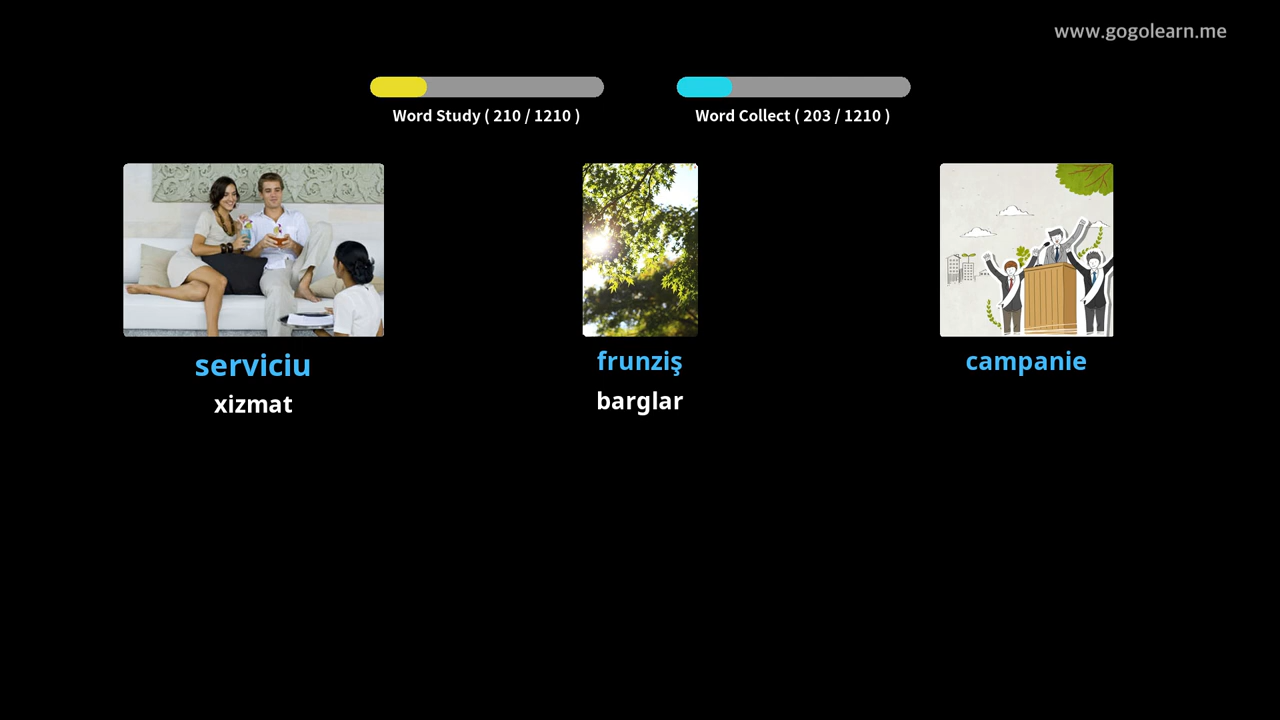 www.gogolearn.me
Word Study ( 210 / 1210 )
Word Collect ( 203 / 1210 )
serviciu
frunziş
campanie
xizmat
barglar